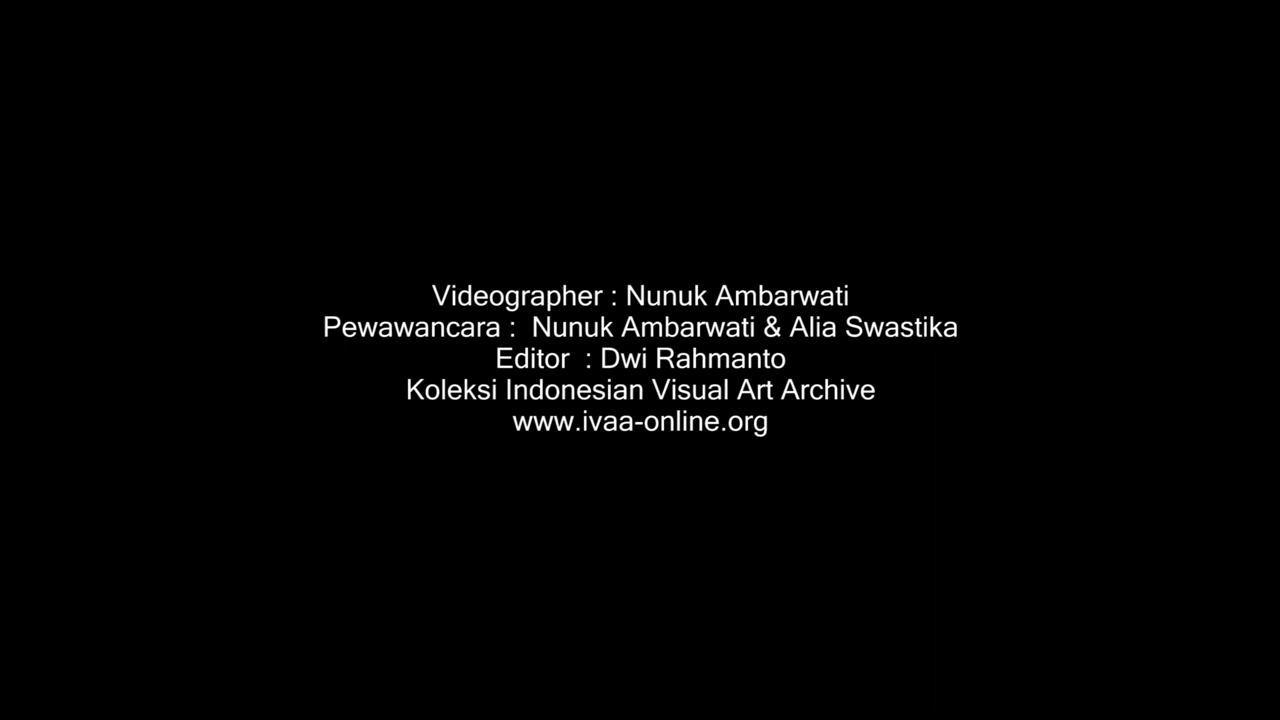 Videographer : Nunuk Ambarwati
Pewawancara :  Nunuk Ambarwati & Alia Swastika
Editor  : Dwi Rahmanto
Koleksi Indonesian Visual Art Archive
www.ivaa-online.org